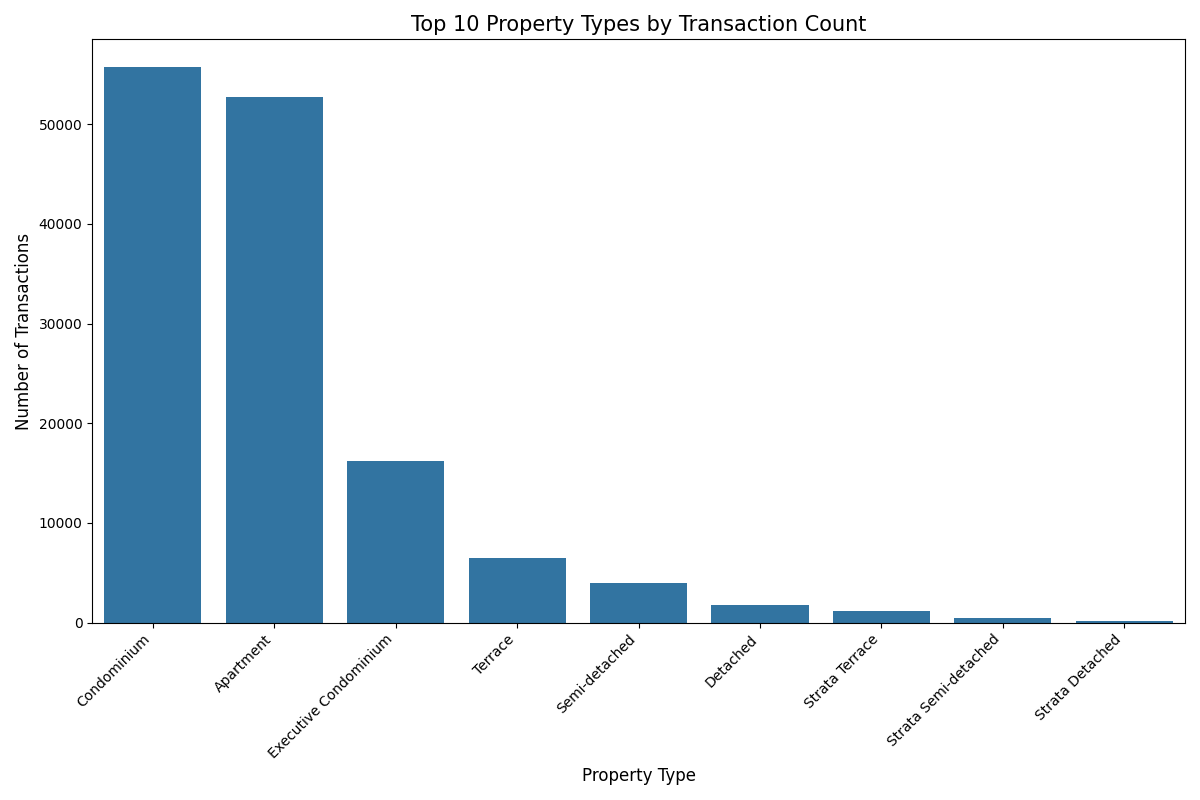 Top 10 Property Types by Transaction Count
Number of Transactions
50000
40000
30000
20000
10000
0
Condominium
Apartment
Executive Condominium
Terrace
Semi-detached
Detached
Strata Terrace
Strata Semi-detached
Strata Detached
Property Type